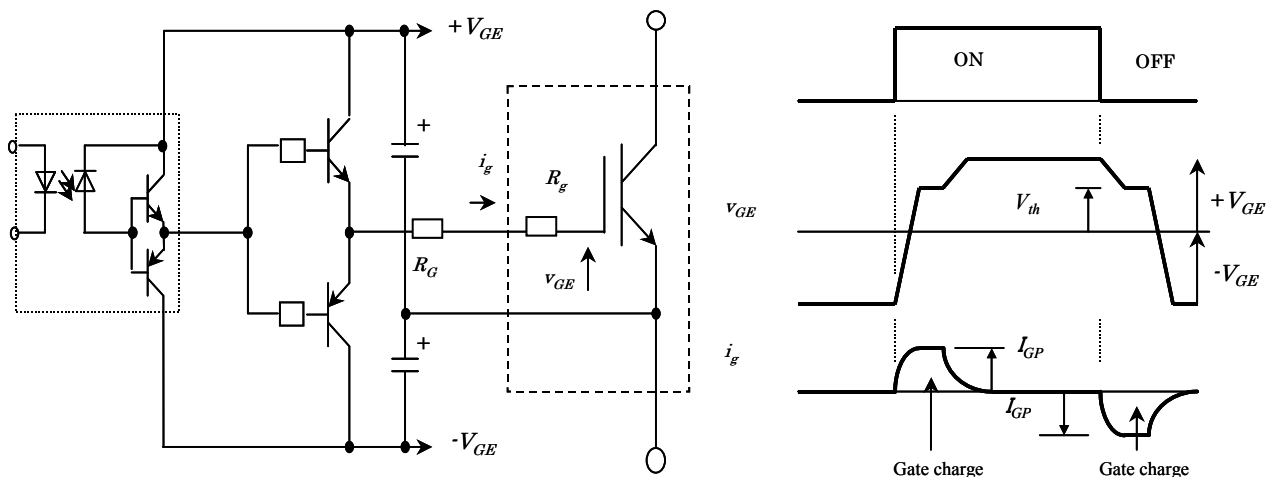 +V_GE
+
i_g
R_g
R_G
v_GE
+
-V_GE
ON
OFF
v_GE
V_th
+V_GE
-V_GE
i_g
I_GP
I_GP
Gate charge
Gate charge